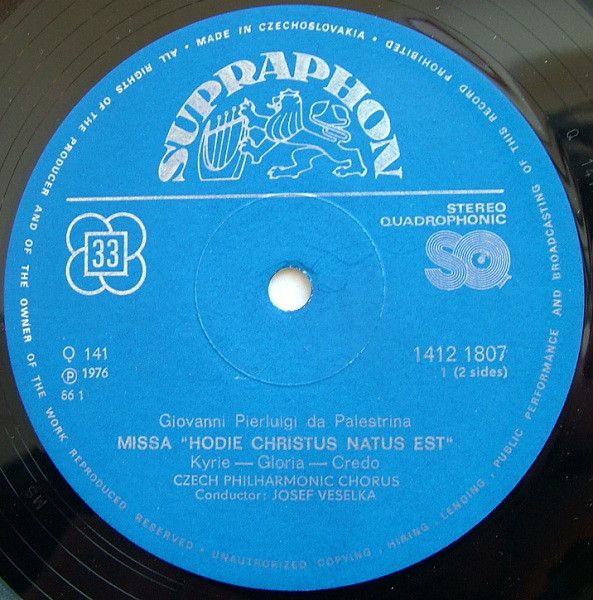 ALL RIGHTS OF THE PRODUCER AND OF THE OWNER OF THE WORK REPRODUCED RESERVED • UNAUTHORIZED COPYING, HIRING, LENDING, PUBLIC PERFORMANCE AND BROADCASTING OF THIS RECORD PROHIBITED • MADE IN CZECHOSLOVAKIA •
SUPRAPHON
STEREO
QUADROPHONIC
33
SQ
♀ 141
1412 1807
℗ 1976
1 (2 sides)
86 1
Giovanni Pierluigi da Palestrina
MISSA "HODIE CHRISTUS NATUS EST"
Kyrie — Gloria — Credo
CZECH PHILHARMONIC CHORUS
Conductor: JOSEF VESELKA